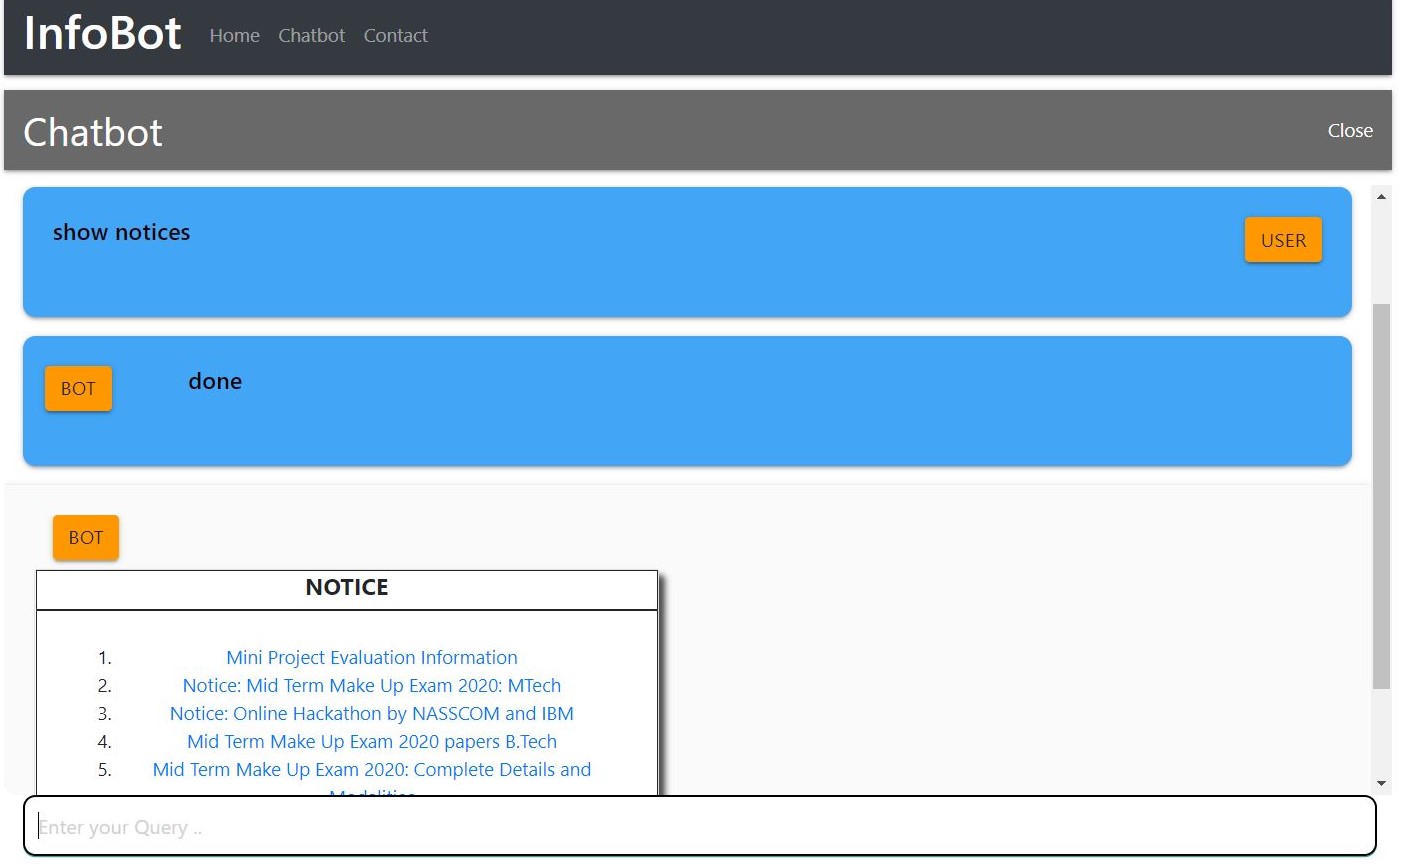 InfoBot Home Chatbot Contact
Chatbot Close
show notices USER
BOT done
BOT
NOTICE
1. Mini Project Evaluation Information
2. Notice: Mid Term Make Up Exam 2020: MTech
3. Notice: Online Hackathon by NASSCOM and IBM
4. Mid Term Make Up Exam 2020 papers B.Tech
5. Mid Term Make Up Exam 2020: Complete Details and
Modalities
Enter your Query ..